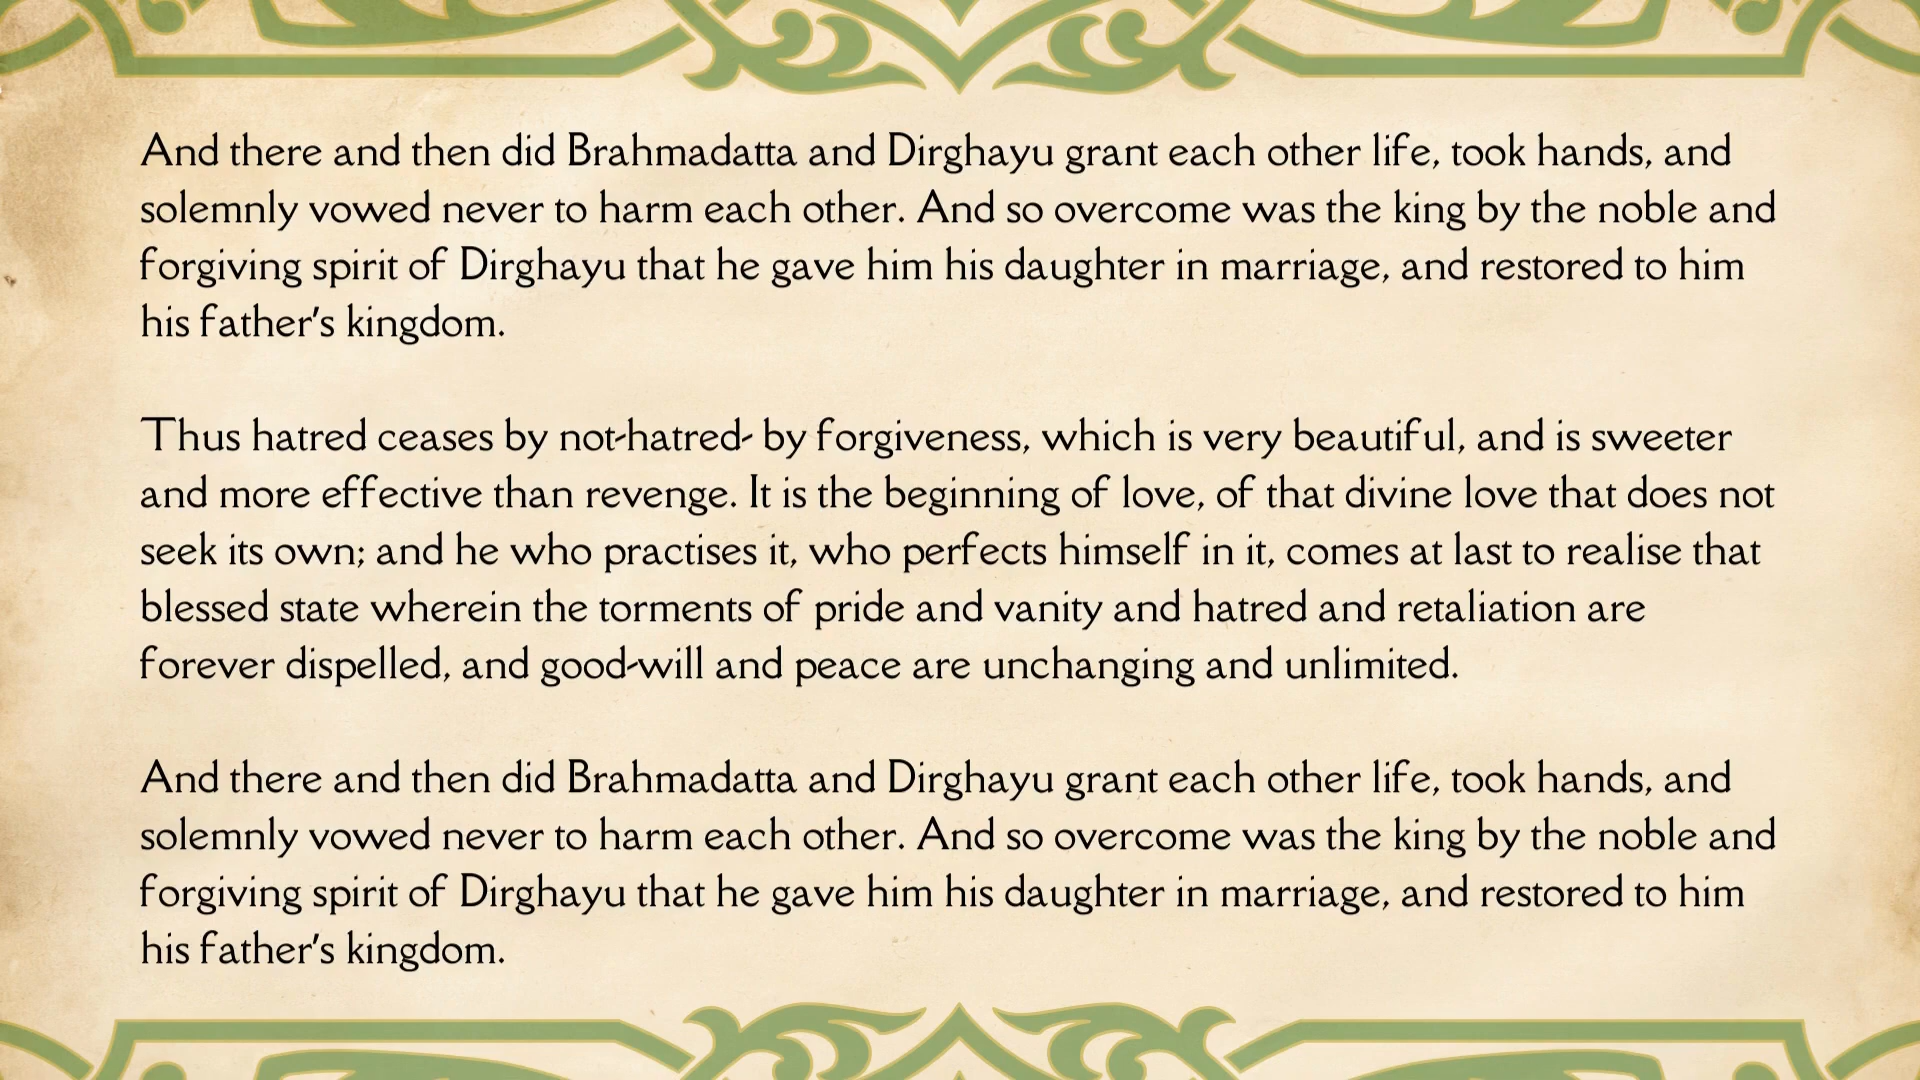 And there and then did Brahmadatta and Dirghayu grant each other life, took hands, and
solemnly vowed never to harm each other. And so overcome was the king by the noble and
forgiving spirit of Dirghayu that he gave him his daughter in marriage, and restored to him
his father's kingdom.
Thus hatred ceases by not-hatred- by forgiveness, which is very beautiful, and is sweeter
and more effective than revenge. It is the beginning of love, of that divine love that does not
seek its own; and he who practises it, who perfects himself in it, comes at last to realise that
blessed state wherein the torments of pride and vanity and hatred and retaliation are
forever dispelled, and good-will and peace are unchanging and unlimited.
And there and then did Brahmadatta and Dirghayu grant each other life, took hands, and
solemnly vowed never to harm each other. And so overcome was the king by the noble and
forgiving spirit of Dirghayu that he gave him his daughter in marriage, and restored to him
his father's kingdom.